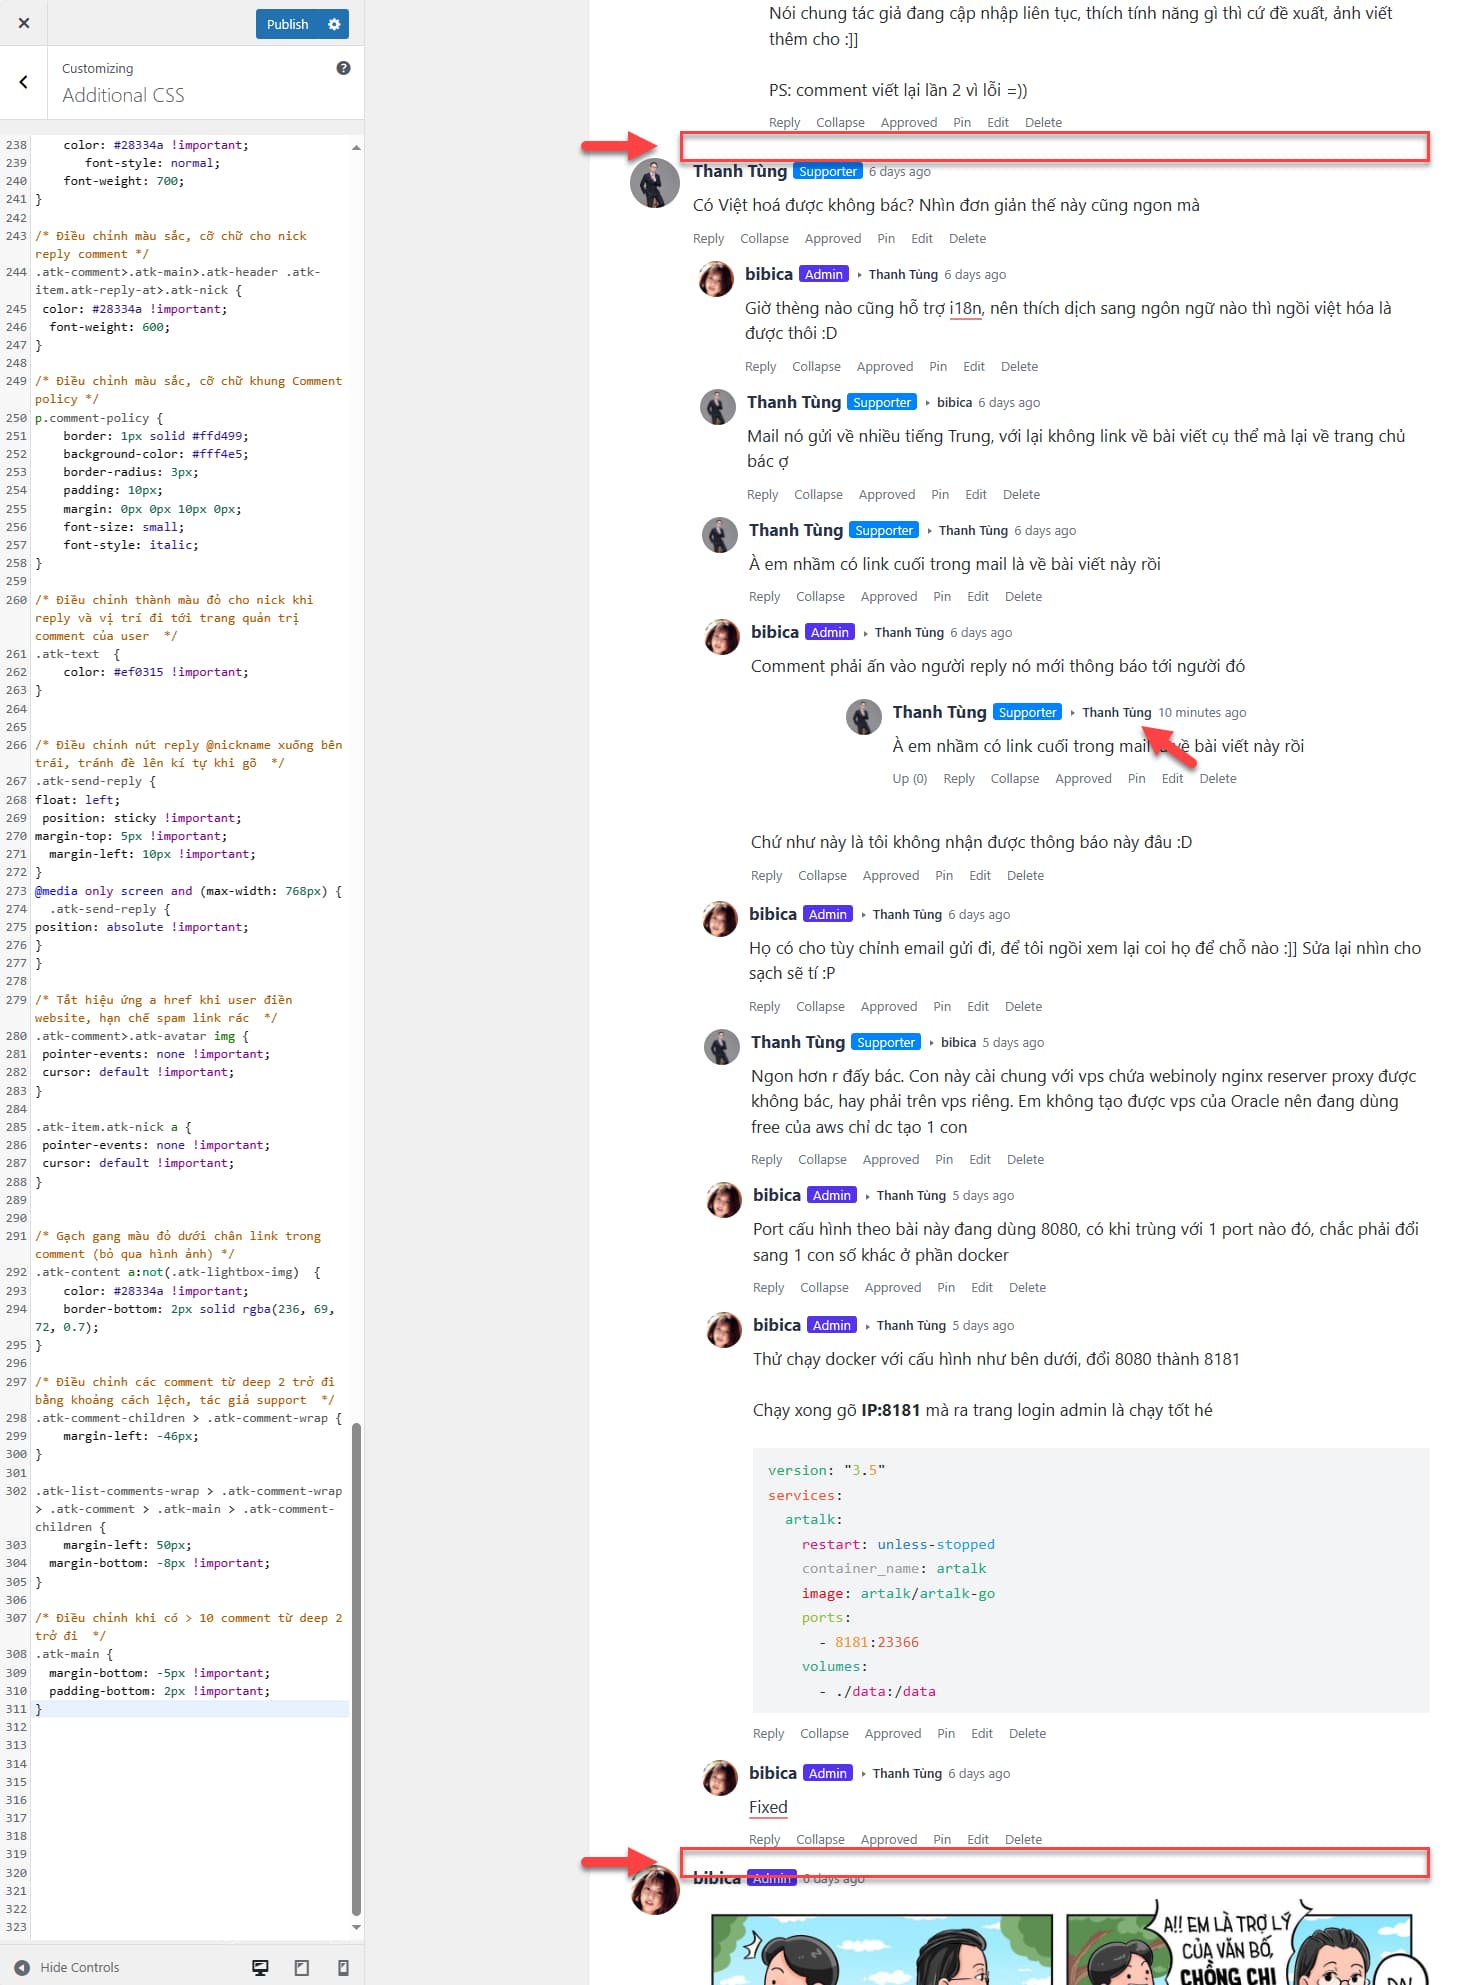 Publish
Customizing
Additional CSS
238 color: #28334a !important;
239 font-style: normal;
240 font-weight: 700;
241 }
242
243 /* Điều chỉnh màu sắc, cỡ chữ cho nick
reply comment */
244 .atk-comment>.atk-main>.atk-header .atk-
item.atk-reply-at>.atk-nick {
245 color: #28334a !important;
246 font-weight: 600;
247 }
248
249 /* Điều chỉnh màu sắc, cỡ chữ khung Comment
policy */
250 p.comment-policy {
251 border: 1px solid #ffd499;
252 background-color: #fff4e5;
253 border-radius: 3px;
254 padding: 10px;
255 margin: 0px 0px 10px 0px;
256 font-size: small;
257 font-style: italic;
258 }
259
260 /* Điều chỉnh thành màu đỏ cho nick khi
reply và vị trí đi tới trang quản trị
comment của user */
261 .atk-text {
262 color: #ef0315 !important;
263 }
264
265
266 /* Điều chỉnh nút reply @nickname xuống bên
trái, tránh đè lên kí tự khi gõ */
267 .atk-send-reply {
268 float: left;
269 position: sticky !important;
270 margin-top: 5px !important;
271 margin-left: 10px !important;
272 }
273 @media only screen and (max-width: 768px) {
274 .atk-send-reply {
275 position: absolute !important;
276 }
277 }
278
279 /* Tắt hiệu ứng a href khi user điền
website, hạn chế spam link rác */
280 .atk-comment>.atk-avatar img {
281 pointer-events: none !important;
282 cursor: default !important;
283 }
284
285 .atk-item.atk-nick a {
286 pointer-events: none !important;
287 cursor: default !important;
288 }
289
290
291 /* Gạch gang màu đỏ dưới chân link trong
comment (bỏ qua hình ảnh) */
292 .atk-content a:not(.atk-lightbox-img) {
293 color: #28334a !important;
294 border-bottom: 2px solid rgba(236, 69,
72, 0.7);
295 }
296
297 /* Điều chỉnh các comment từ deep 2 trở đi
bằng khoảng cách lệch, tác giả support */
298 .atk-comment-children > .atk-comment-wrap {
299 margin-left: -46px;
300 }
301
302 .atk-list-comments-wrap > .atk-comment-wrap
> .atk-comment > .atk-main > .atk-comment-
children {
303 margin-left: 50px;
304 margin-bottom: -8px !important;
305 }
306
307 /* Điều chỉnh khi có > 10 comment từ deep 2
trở đi */
308 .atk-main {
309 margin-bottom: -5px !important;
310 padding-bottom: 2px !important;
311 }
312
313
314
315
316
317
318
319
320
321
322
323
Hide Controls
Nói chung tác giả đang cập nhập liên tục, thích tính năng gì thì cứ đề xuất, ảnh viết
thêm cho :]]
PS: comment viết lại lần 2 vì lỗi =))
Reply Collapse Approved Pin Edit Delete
Thanh Tùng Supporter 6 days ago
Có Việt hoá được không bác? Nhìn đơn giản thế này cũng ngon mà
Reply Collapse Approved Pin Edit Delete
bibica Admin Thanh Tùng 6 days ago
Giờ thèng nào cũng hỗ trợ i18n, nên thích dịch sang ngôn ngữ nào thì ngồi việt hóa là
được thôi :D
Reply Collapse Approved Pin Edit Delete
Thanh Tùng Supporter bibica 6 days ago
Mail nó gửi về nhiều tiếng Trung, với lại không link về bài viết cụ thể mà lại về trang chủ
bác ợ
Reply Collapse Approved Pin Edit Delete
Thanh Tùng Supporter Thanh Tùng 6 days ago
À em nhầm có link cuối trong mail là về bài viết này rồi
Reply Collapse Approved Pin Edit Delete
bibica Admin Thanh Tùng 6 days ago
Comment phải ấn vào người reply nó mới thông báo tới người đó
Thanh Tùng Supporter Thanh Tùng 10 minutes ago
À em nhầm có link cuối trong mail về bài viết này rồi
Up (0) Reply Collapse Approved Pin Edit Delete
Chứ như này là tôi không nhận được thông báo này đâu :D
Reply Collapse Approved Pin Edit Delete
bibica Admin Thanh Tùng 6 days ago
Họ có cho tùy chỉnh email gửi đi, để tôi ngồi xem lại coi họ để chỗ nào :]] Sửa lại nhìn cho
sạch sẽ tí :P
Reply Collapse Approved Pin Edit Delete
Thanh Tùng Supporter bibica 5 days ago
Ngon hơn r đấy bác. Con này cài chung với vps chứa webinoly nginx reserver proxy được
không bác, hay phải trên vps riêng. Em không tạo được vps của Oracle nên đang dùng
free của aws chỉ dc tạo 1 con
Reply Collapse Approved Pin Edit Delete
bibica Admin Thanh Tùng 5 days ago
Port cấu hình theo bài này đang dùng 8080, có khi trùng với 1 port nào đó, chắc phải đổi
sang 1 con số khác ở phần docker
Reply Collapse Approved Pin Edit Delete
bibica Admin Thanh Tùng 5 days ago
Thử chạy docker với cấu hình như bên dưới, đổi 8080 thành 8181
Chạy xong gõ IP:8181 mà ra trang login admin là chạy tốt hé
version: "3.5"
services:
artalk:
restart: unless-stopped
container_name: artalk
image: artalk/artalk-go
ports:
- 8181:23366
volumes:
- ./data:/data
Reply Collapse Approved Pin Edit Delete
bibica Admin Thanh Tùng 6 days ago
Fixed
Reply Collapse Approved Pin Edit Delete
bibica Admin 6 days ago
A!! EM LÀ TRỢ LÝ
CỦA VĂN BỐ,
CHỒNG CHỊ